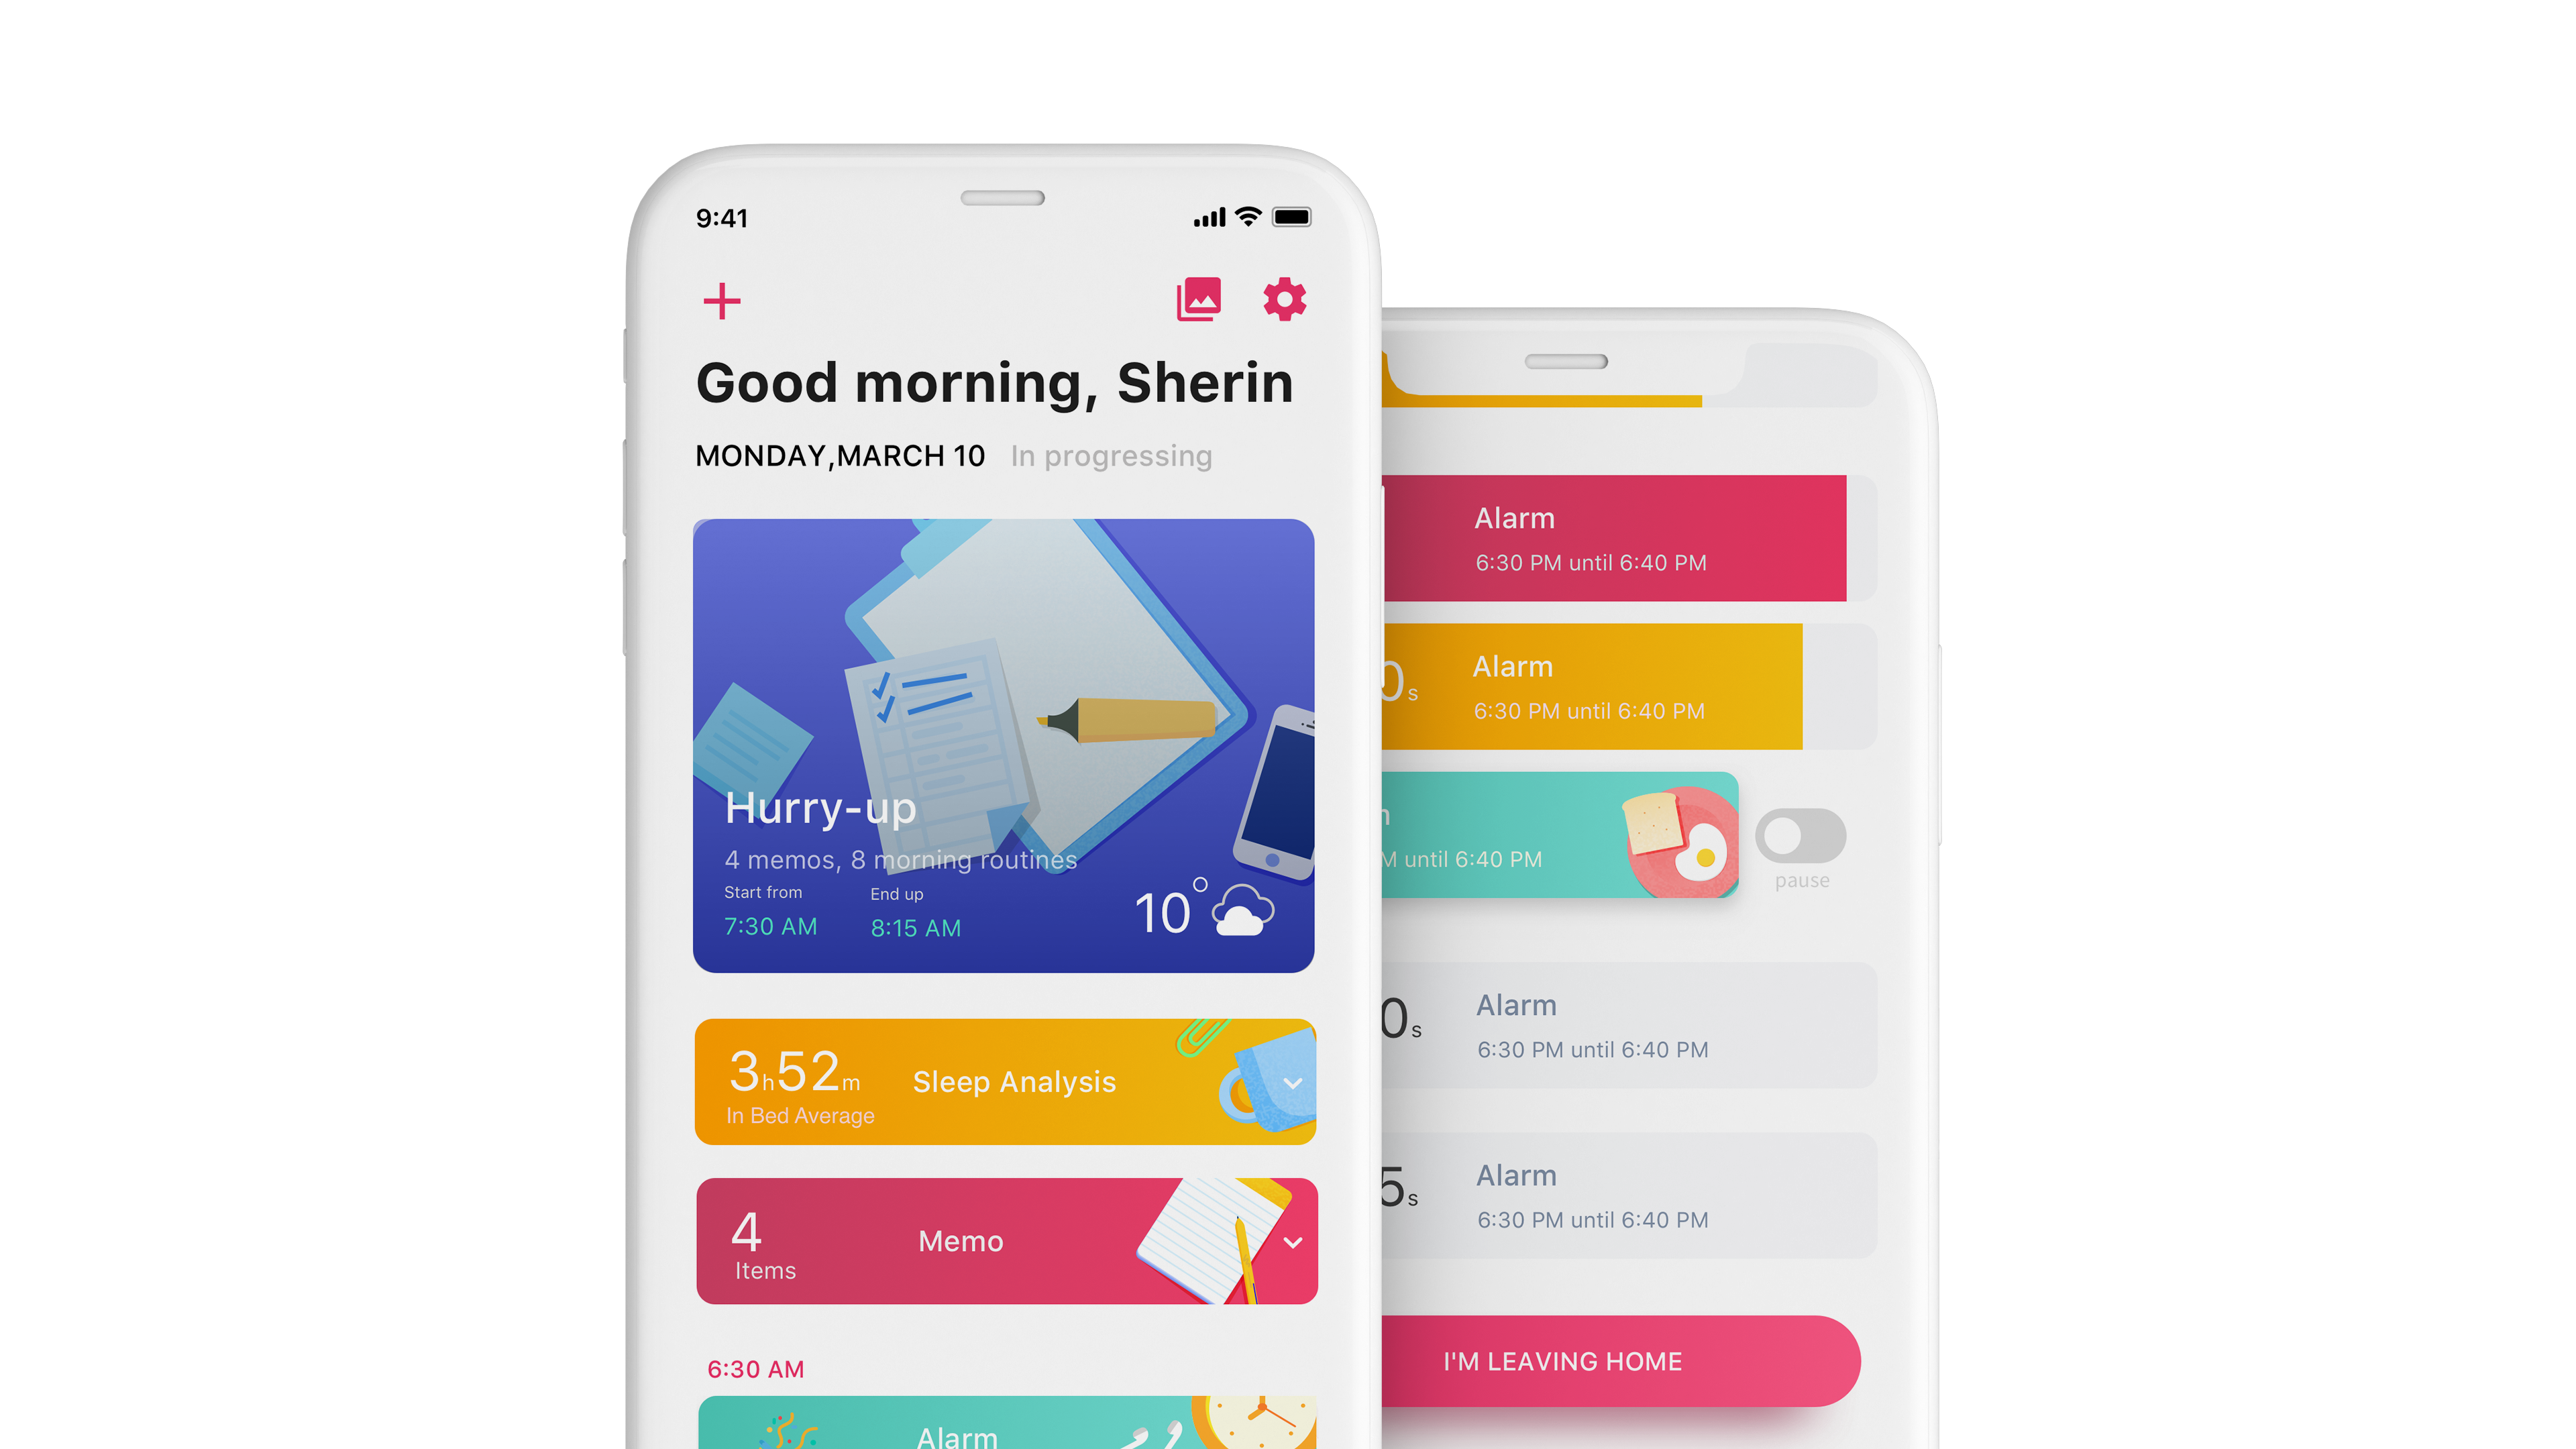 9:41
Good morning, Sherin
MONDAY,MARCH 10 In progressing
Hurry-up
4 memos, 8 morning routines
Start from End up
7:30 AM 8:15 AM
10°
3h52m
In Bed Average
Sleep Analysis
4
Items
Memo
6:30 AM
Alarm
Alarm
6:30 PM until 6:40 PM
0s
Alarm
6:30 PM until 6:40 PM
until 6:40 PM
pause
0s
Alarm
6:30 PM until 6:40 PM
5s
Alarm
6:30 PM until 6:40 PM
I'M LEAVING HOME